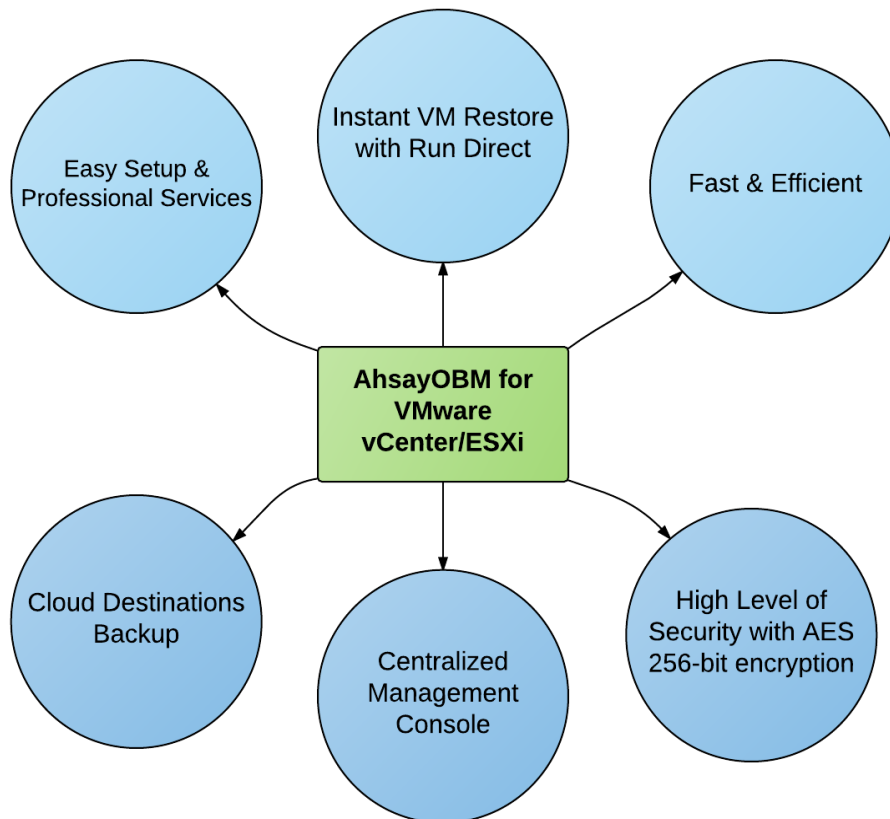 Instant VM Restore
with Run Direct
Easy Setup &
Professional Services
Fast & Efficient
AhsayOBM for
VMware
vCenter/ESXi
Cloud Destinations
Backup
Centralized
Management
Console
High Level of
Security with AES
256-bit encryption